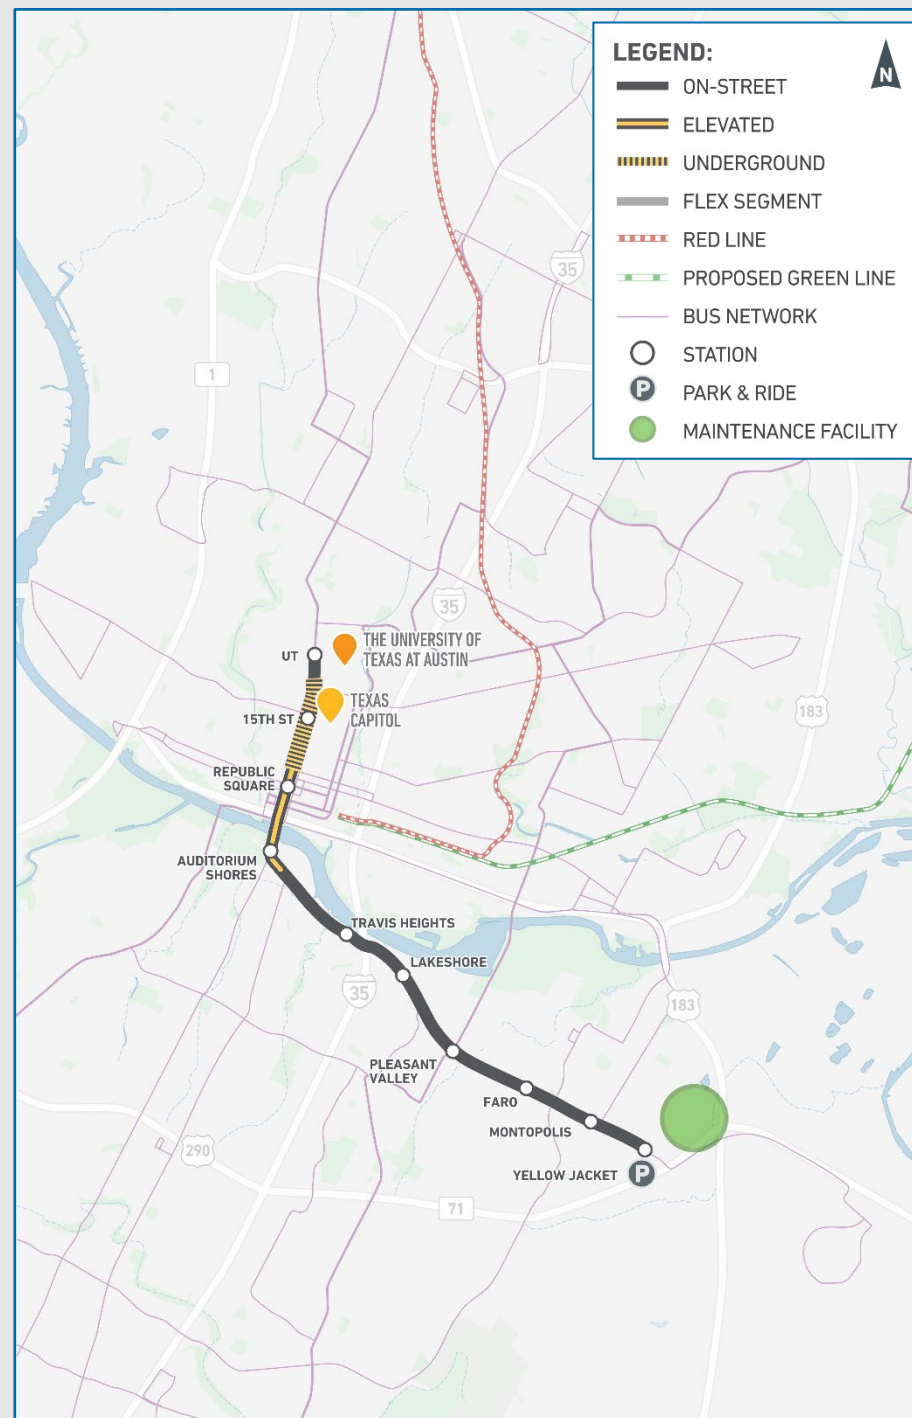 LEGEND:
N
ON-STREET
ELEVATED
UNDERGROUND
FLEX SEGMENT
RED LINE
PROPOSED GREEN LINE
BUS NETWORK
STATION
P
PARK & RIDE
MAINTENANCE FACILITY
35
1
35
UT
THE UNIVERSITY OF
TEXAS AT AUSTIN
TEXAS
CAPITOL
15TH ST
183
REPUBLIC
SQUARE
AUDITORIUM
SHORES
TRAVIS HEIGHTS
LAKESHORE
35
183
PLEASANT
VALLEY
FARO
MONTOPOLIS
290
YELLOW JACKET
P
71